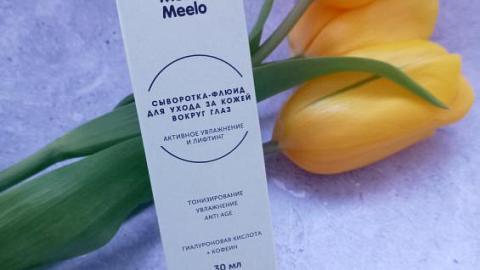 Meelo
СЫВОРОТКА-ФЛЮИД
ДЛЯ УХОДА ЗА КОЖЕЙ
ВОКРУГ ГЛАЗ
АКТИВНОЕ УВЛАЖНЕНИЕ
И ЛИФТИНГ
ТОНИЗИРОВАНИЕ
УВЛАЖНЕНИЕ
ANTI AGE
ГИАЛУРОНОВАЯ КИСЛОТА
+ КОФЕИН
30 МЛ